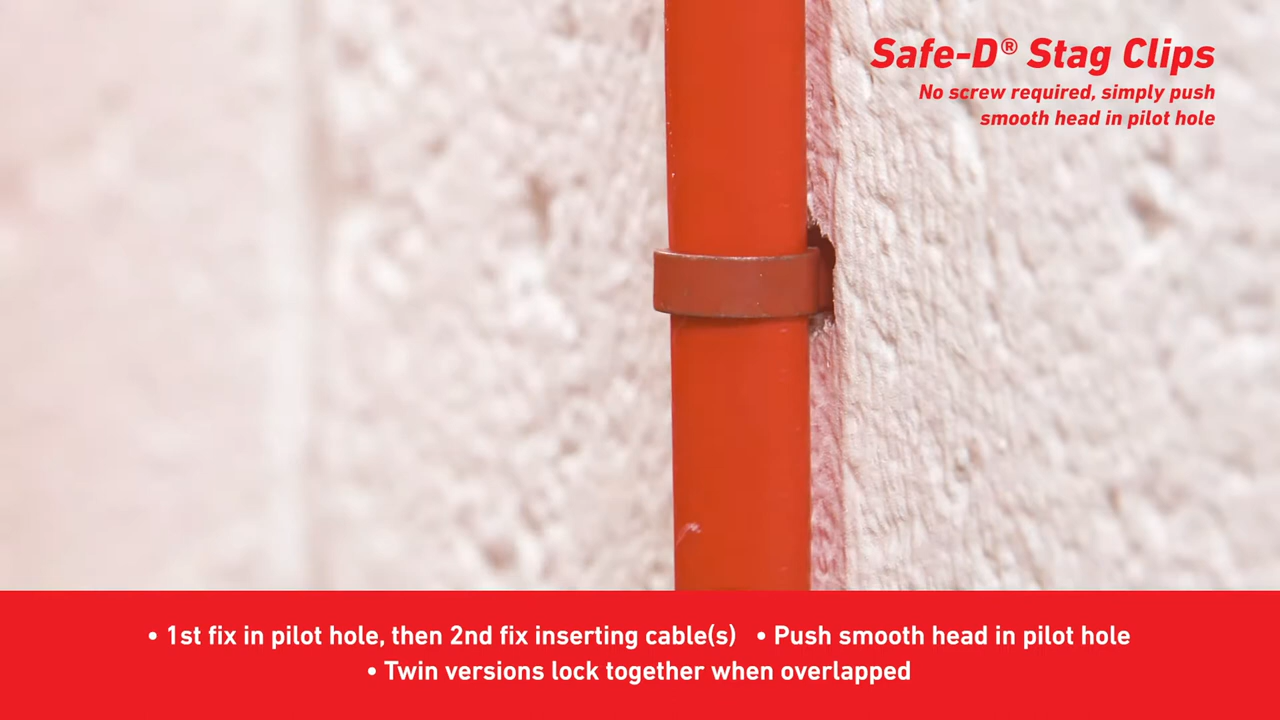 Safe-D® Stag Clips
No screw required, simply push
smooth head in pilot hole
• 1st fix in pilot hole, then 2nd fix inserting cable(s) • Push smooth head in pilot hole
• Twin versions lock together when overlapped